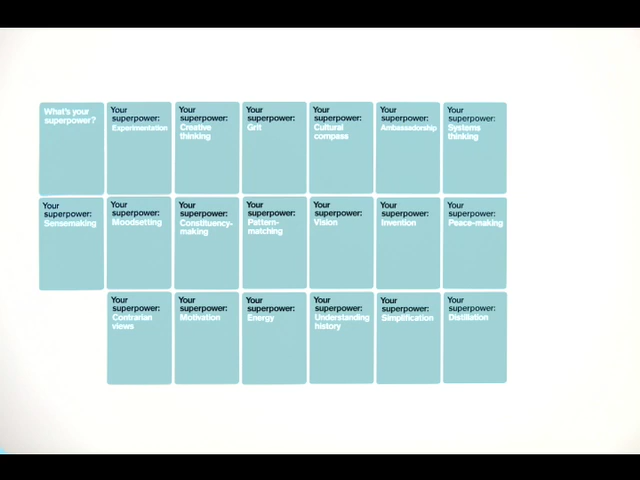 What's your
superpower?
Your
superpower:
Experimentation
Your
superpower:
Creative
thinking
Your
superpower:
Grit
Your
superpower:
Cultural
compass
Your
superpower:
Ambassadorship
Your
superpower:
Systems
thinking
Your
superpower:
Sensemaking
Your
superpower:
Moodsetting
Your
superpower:
Constituency-
making
Your
superpower:
Pattern-
matching
Your
superpower:
Vision
Your
superpower:
Invention
Your
superpower:
Peace-making
Your
superpower:
Contrarian
views
Your
superpower:
Motivation
Your
superpower:
Energy
Your
superpower:
Understanding
history
Your
superpower:
Simplification
Your
superpower:
Distillation